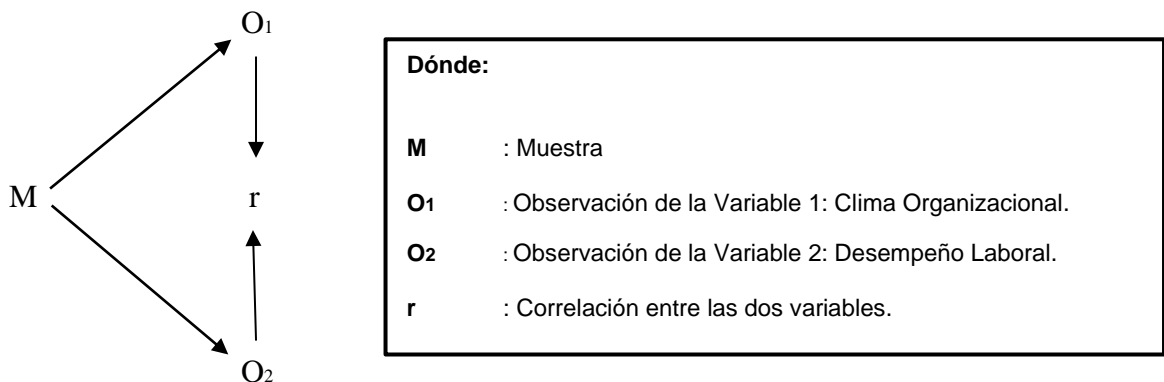 O1
M
r
O2
Dónde:
M : Muestra
O1 : Observación de la Variable 1: Clima Organizacional.
O2 : Observación de la Variable 2: Desempeño Laboral.
r : Correlación entre las dos variables.